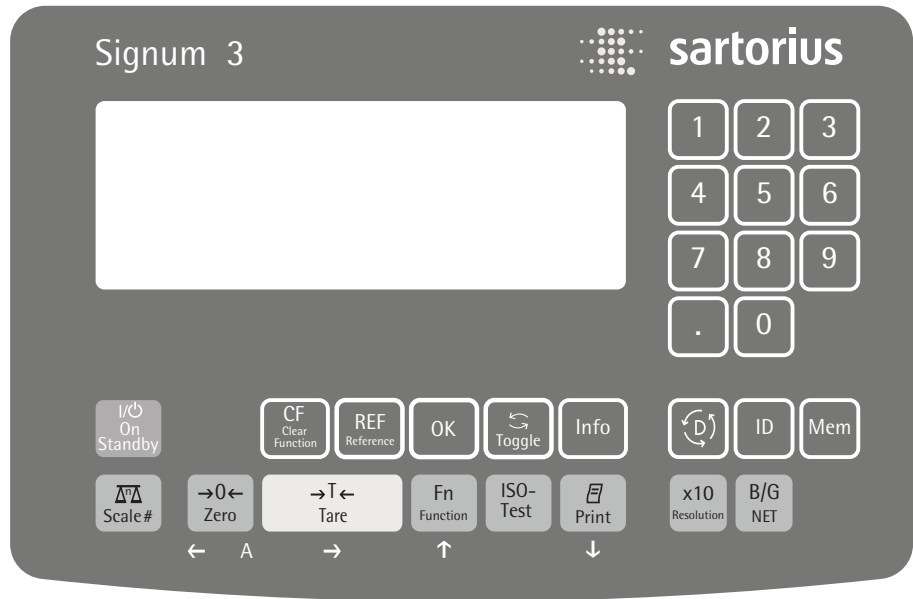 Signum 3
sartorius
1 2 3
4 5 6
7 8 9
. 0
I/⏻
On
Standby
CF
Clear
Function
REF
Reference
OK
Toggle
Info
D
ID
Mem
n
Scale#
→0←
Zero
→T←
Tare
Fn
Function
ISO-
Test
Print
x10
Resolution
B/G
NET
← A → ↑ ↓